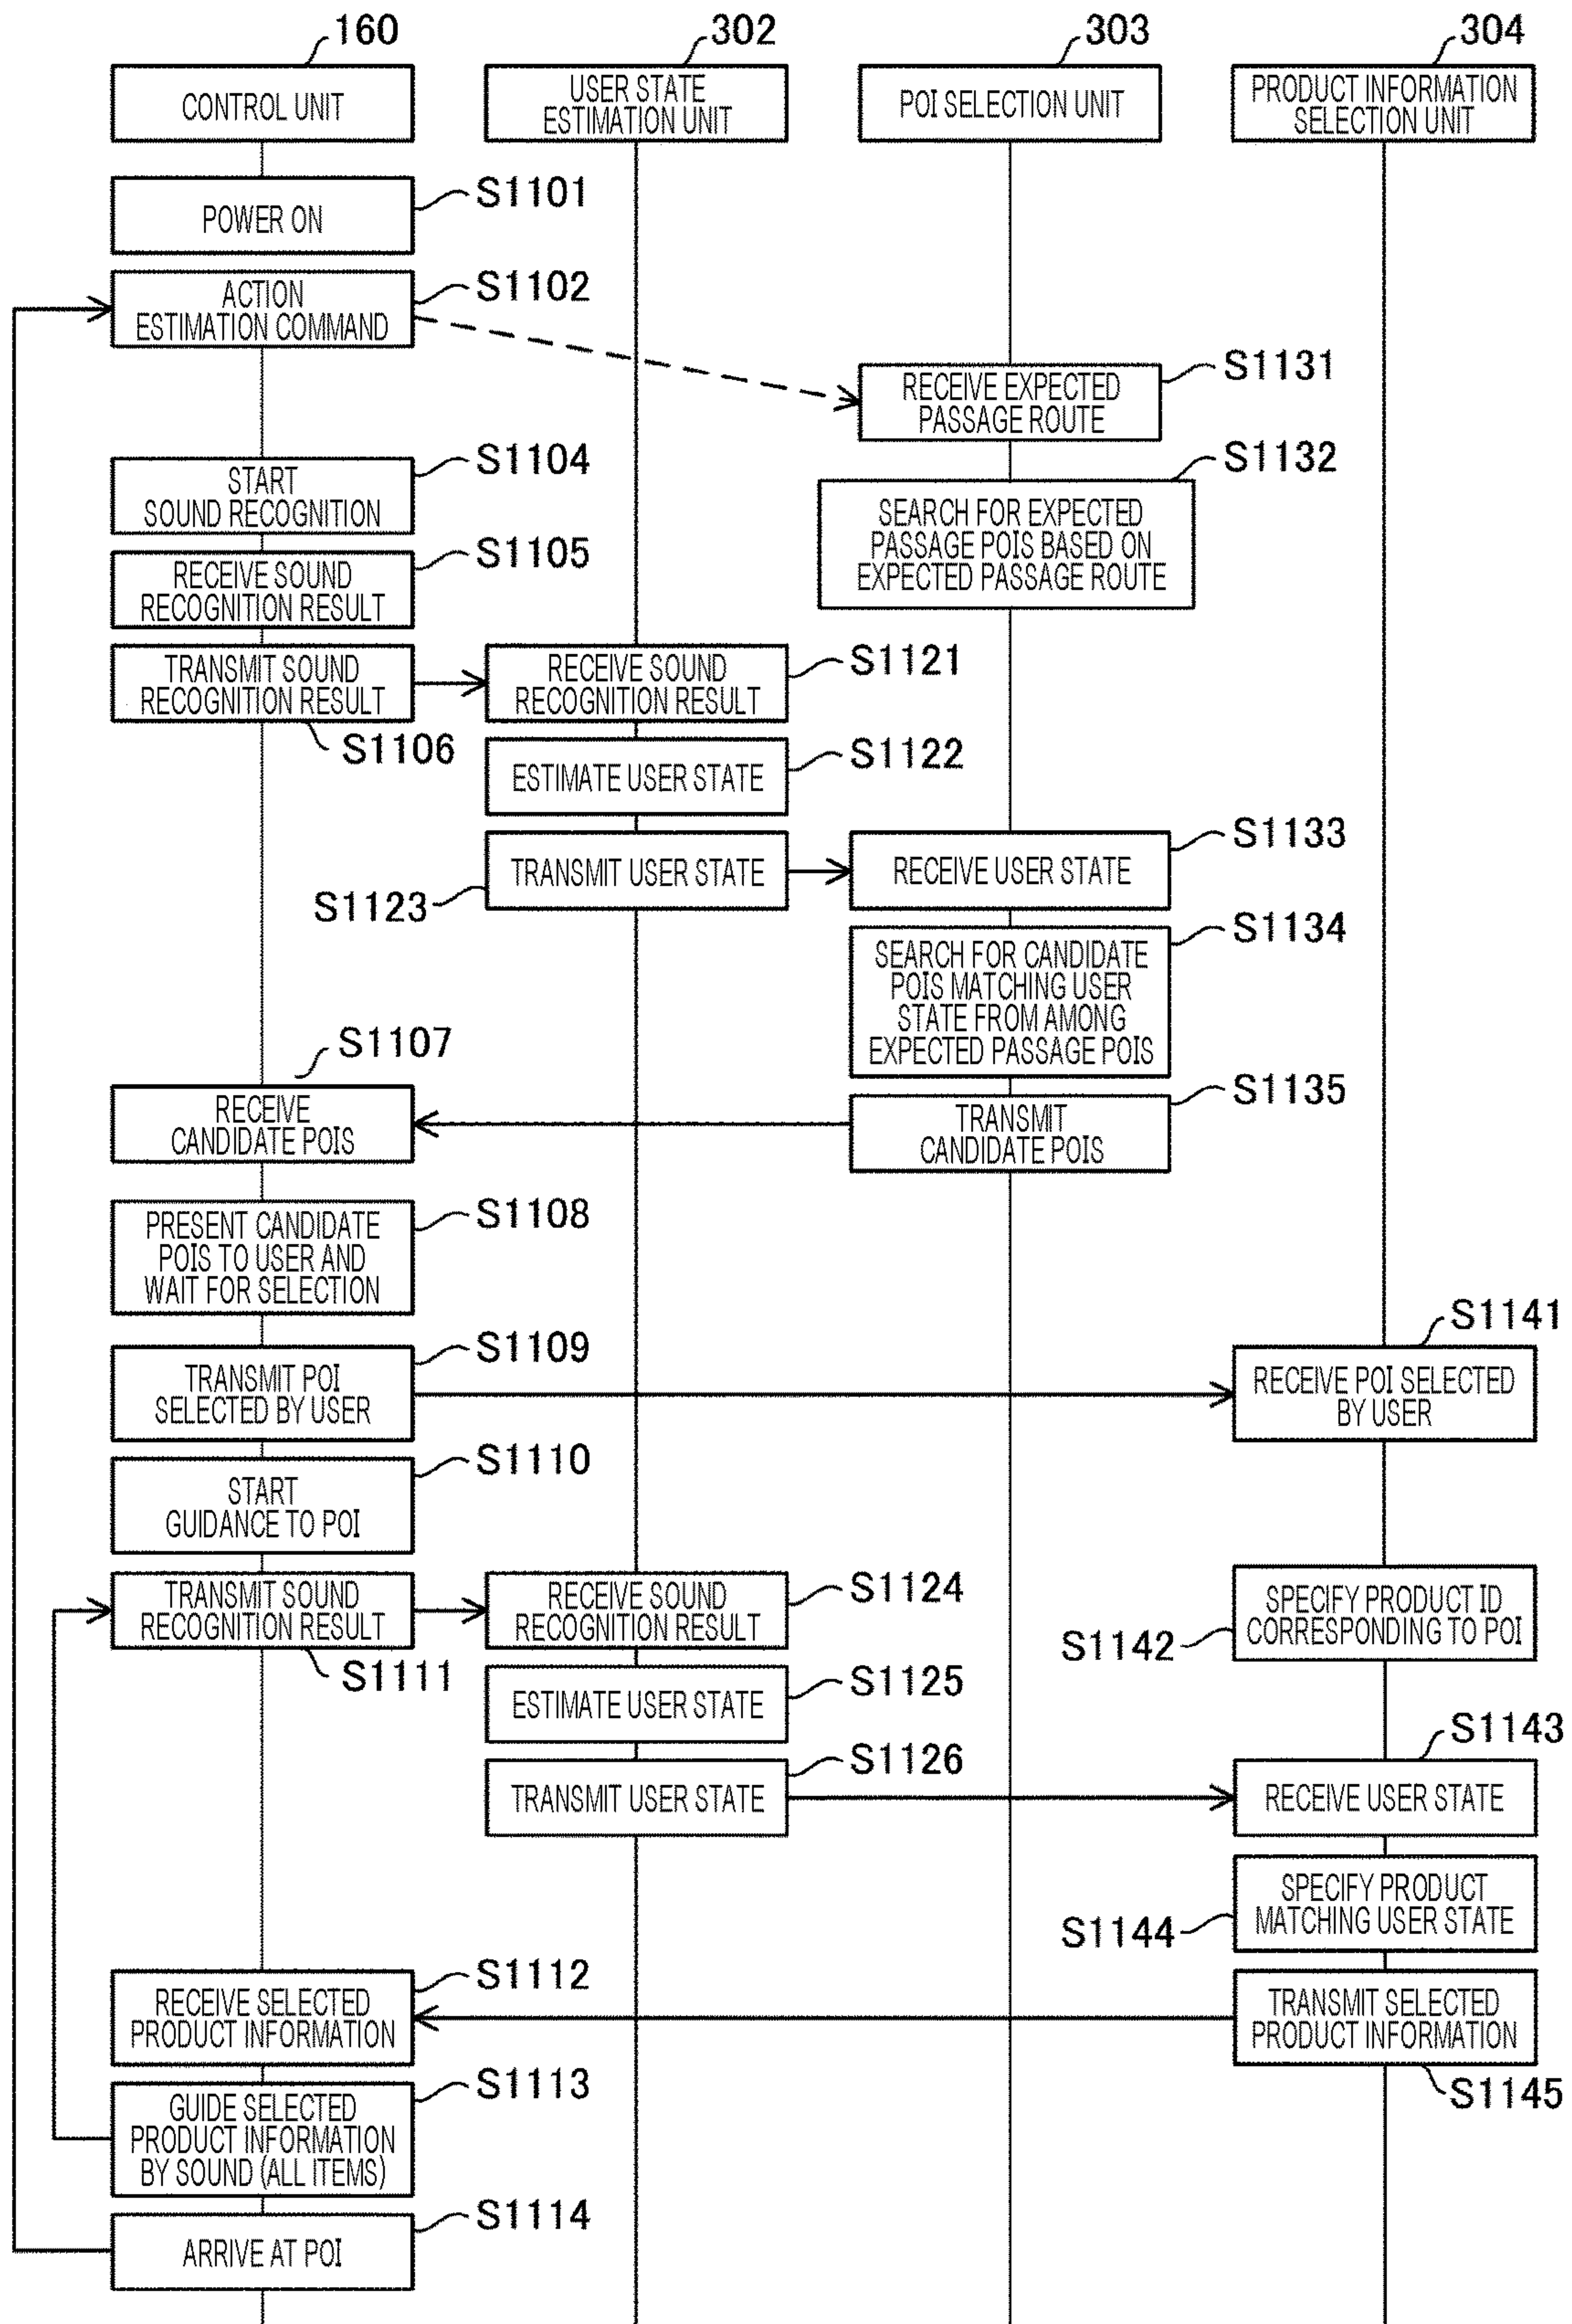 160
302
303
304
CONTROL UNIT
USER STATE
ESTIMATION UNIT
POI SELECTION UNIT
PRODUCT INFORMATION
SELECTION UNIT
S1101
POWER ON
S1102
ACTION
ESTIMATION COMMAND
S1131
RECEIVE EXPECTED
PASSAGE ROUTE
S1104
START
SOUND RECOGNITION
S1132
SEARCH FOR EXPECTED
PASSAGE POIS BASED ON
EXPECTED PASSAGE ROUTE
S1105
RECEIVE SOUND
RECOGNITION RESULT
TRANSMIT SOUND
RECOGNITION RESULT
S1106
RECEIVE SOUND
RECOGNITION RESULT
S1121
ESTIMATE USER STATE
S1122
TRANSMIT USER STATE
S1123
RECEIVE USER STATE
S1133
SEARCH FOR CANDIDATE
POIS MATCHING USER
STATE FROM AMONG
EXPECTED PASSAGE POIS
S1134
S1107
RECEIVE
CANDIDATE POIS
TRANSMIT
CANDIDATE POIS
S1135
PRESENT CANDIDATE
POIS TO USER AND
WAIT FOR SELECTION
S1108
TRANSMIT POI
SELECTED BY USER
S1109
S1141
RECEIVE POI SELECTED
BY USER
START
GUIDANCE TO POI
S1110
TRANSMIT SOUND
RECOGNITION RESULT
S1111
RECEIVE SOUND
RECOGNITION RESULT
S1124
SPECIFY PRODUCT ID
CORRESPONDING TO POI
S1142
ESTIMATE USER STATE
S1125
TRANSMIT USER STATE
S1126
S1143
RECEIVE USER STATE
SPECIFY PRODUCT
MATCHING USER STATE
S1144
RECEIVE SELECTED
PRODUCT INFORMATION
S1112
TRANSMIT SELECTED
PRODUCT INFORMATION
S1145
GUIDE SELECTED
PRODUCT INFORMATION
BY SOUND (ALL ITEMS)
S1113
ARRIVE AT POI
S1114